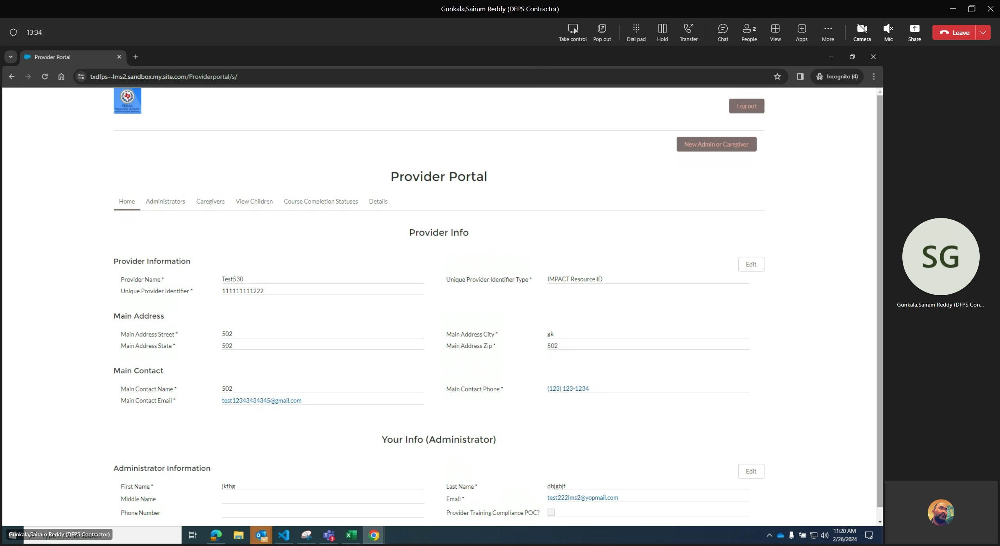 Gunkala,Sairam Reddy (DFPS Contractor)
13:34
Take control Pop out Dial pad Hold Transfer Chat People 2 View Apps More Camera Mic Share Leave
Provider Portal
txdfps--lms2.sandbox.my.site.com/Providerportal/s/
Incognito (4)
TEXAS
Department of Family
and Protective Services
Log out
New Admin or Caregiver
Provider Portal
Home Administrators Caregivers View Children Course Completion Statuses Details
Provider Info
Provider Information
Edit
Provider Name * Test530 Unique Provider Identifier Type * IMPACT Resource ID
Unique Provider Identifier * 111111111222
Main Address
Main Address Street * 502 Main Address City * gk
Main Address State * 502 Main Address Zip * 502
Main Contact
Main Contact Name * 502 Main Contact Phone * (123) 123-1234
Main Contact Email * test12343434345@gmail.com
Your Info (Administrator)
Administrator Information
Edit
First Name * jkfbg Last Name * dbjgbjf
Middle Name Email * test222lms2@yopmail.com
Phone Number Provider Training Compliance POC?
SG
Gunkala,Sairam Reddy (DFPS Con...
Gunkala,Sairam Reddy (DFPS Contractor)
3
11:20 AM
2/26/2024